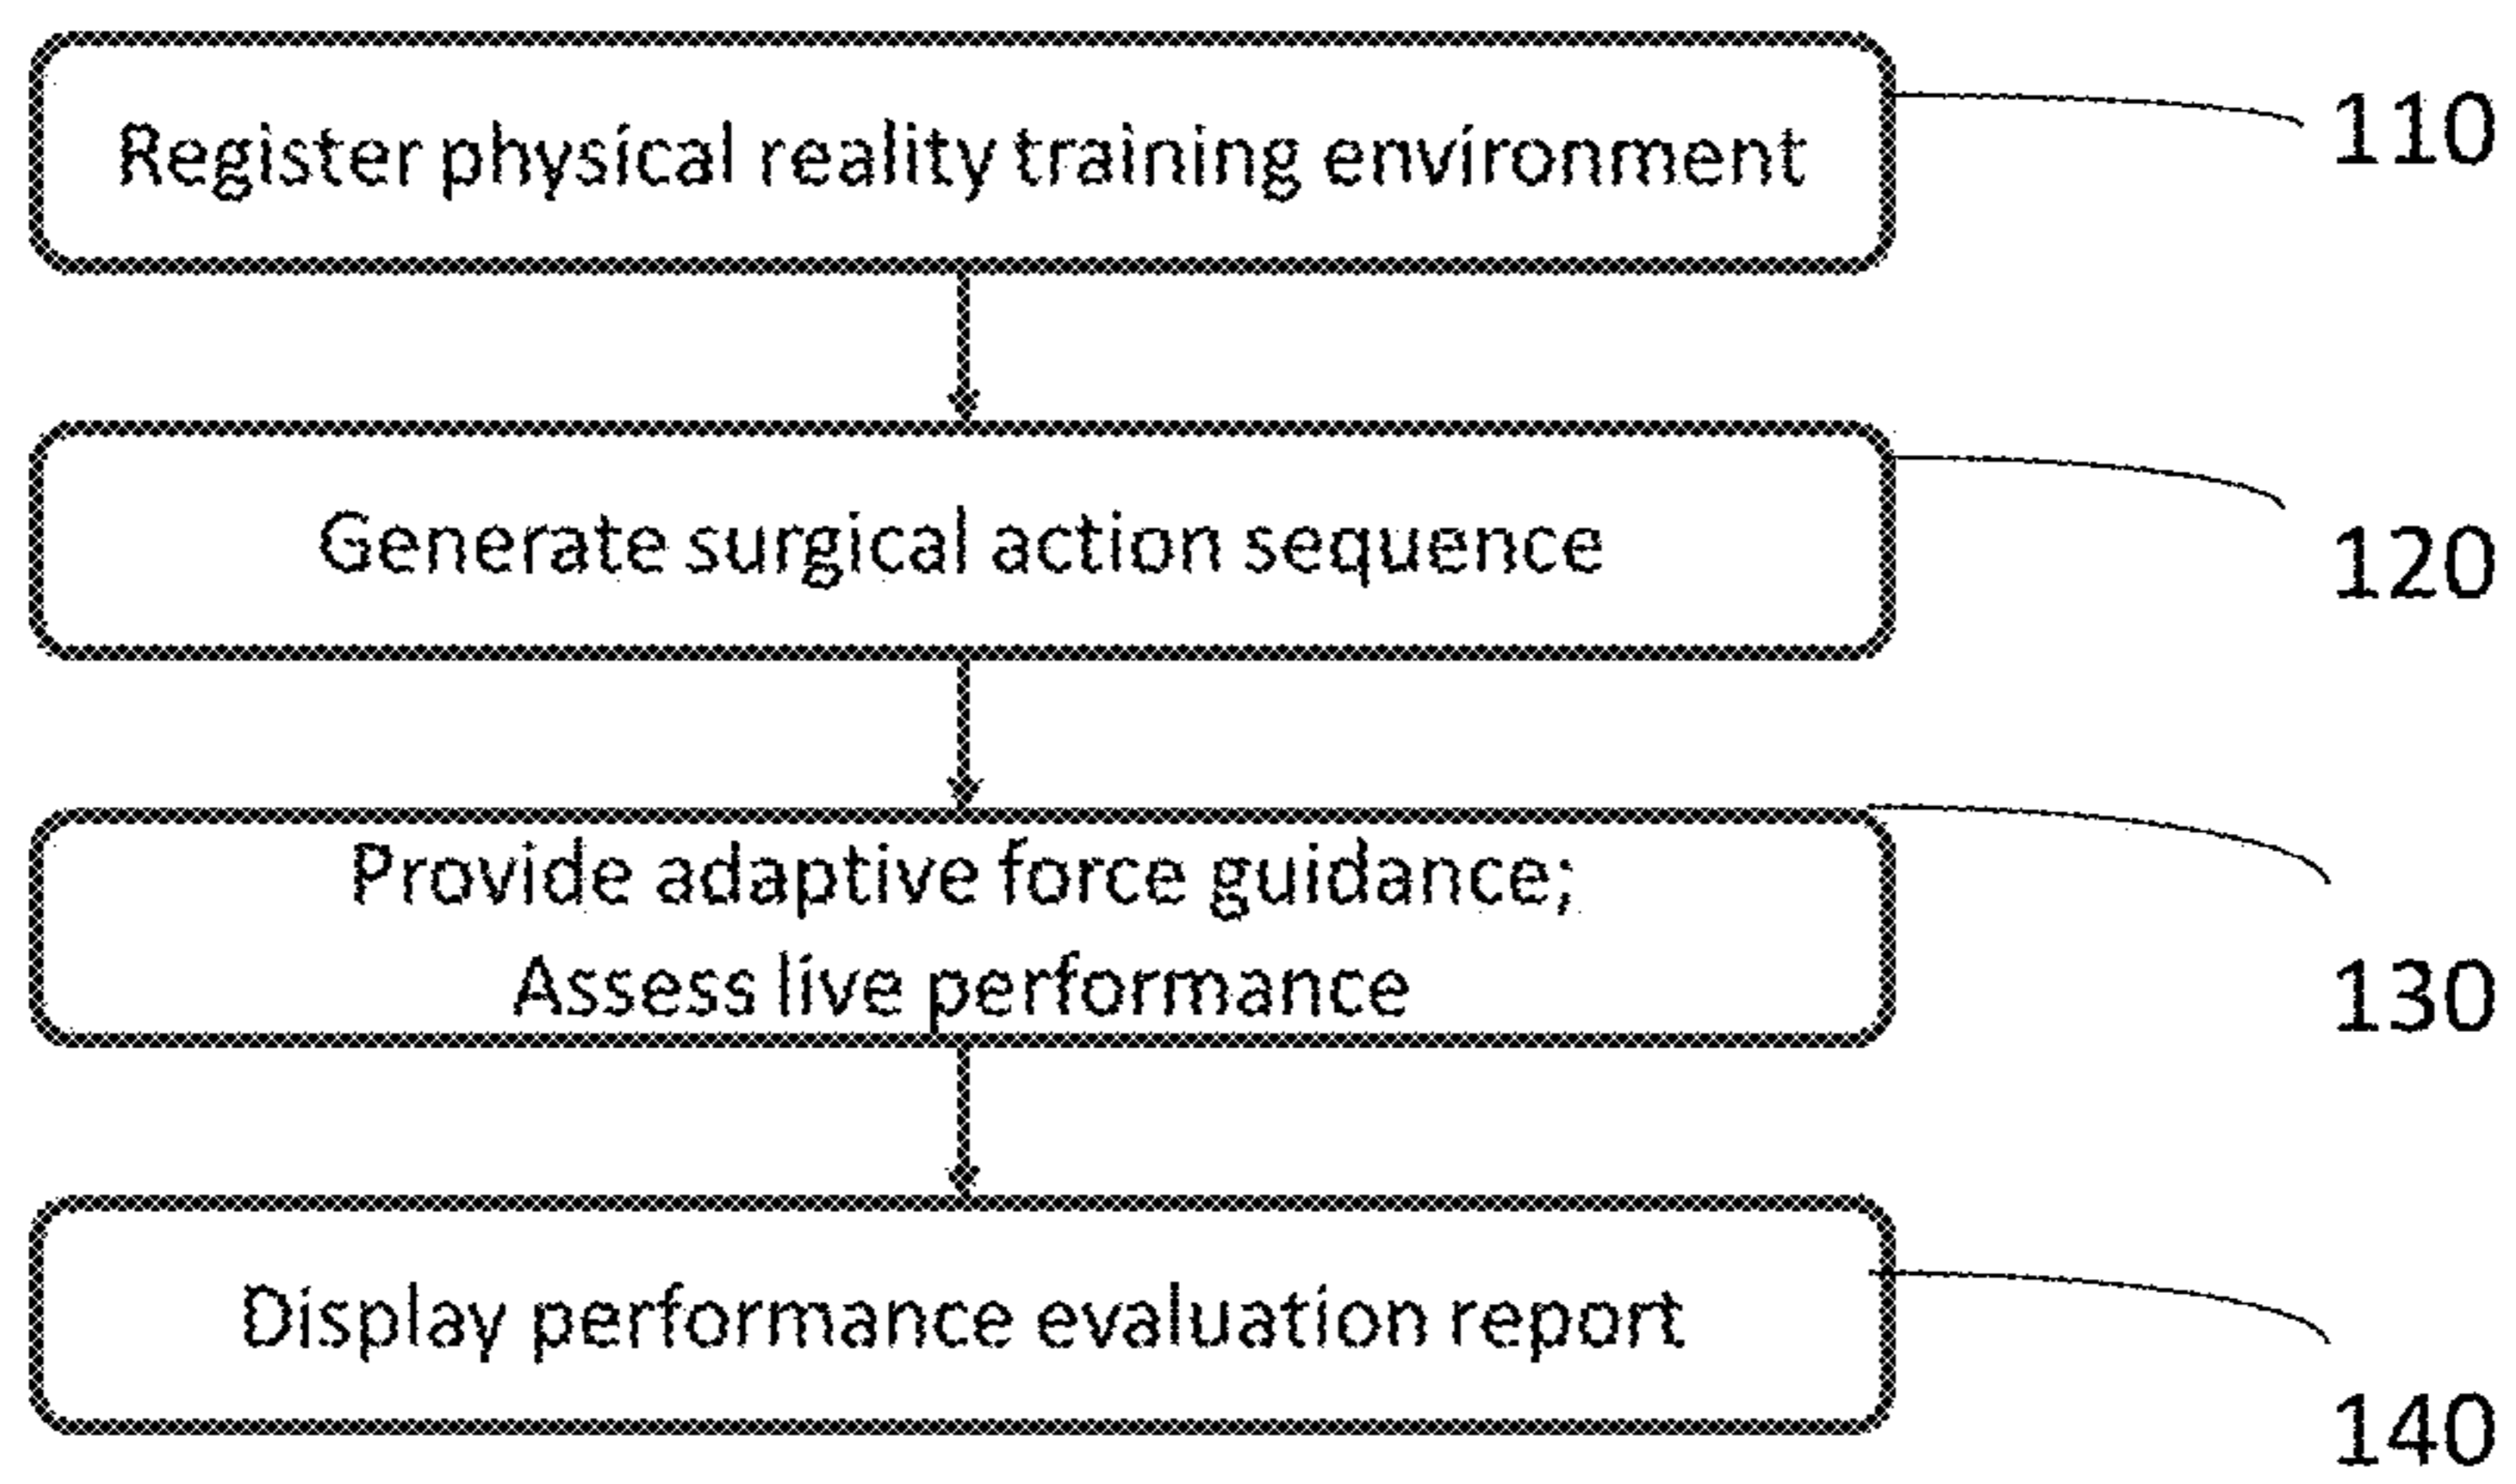 Register physical reality training environment
110
Generate surgical action sequence
120
Provide adaptive force guidance;
Assess live performance
130
Display performance evaluation report
140